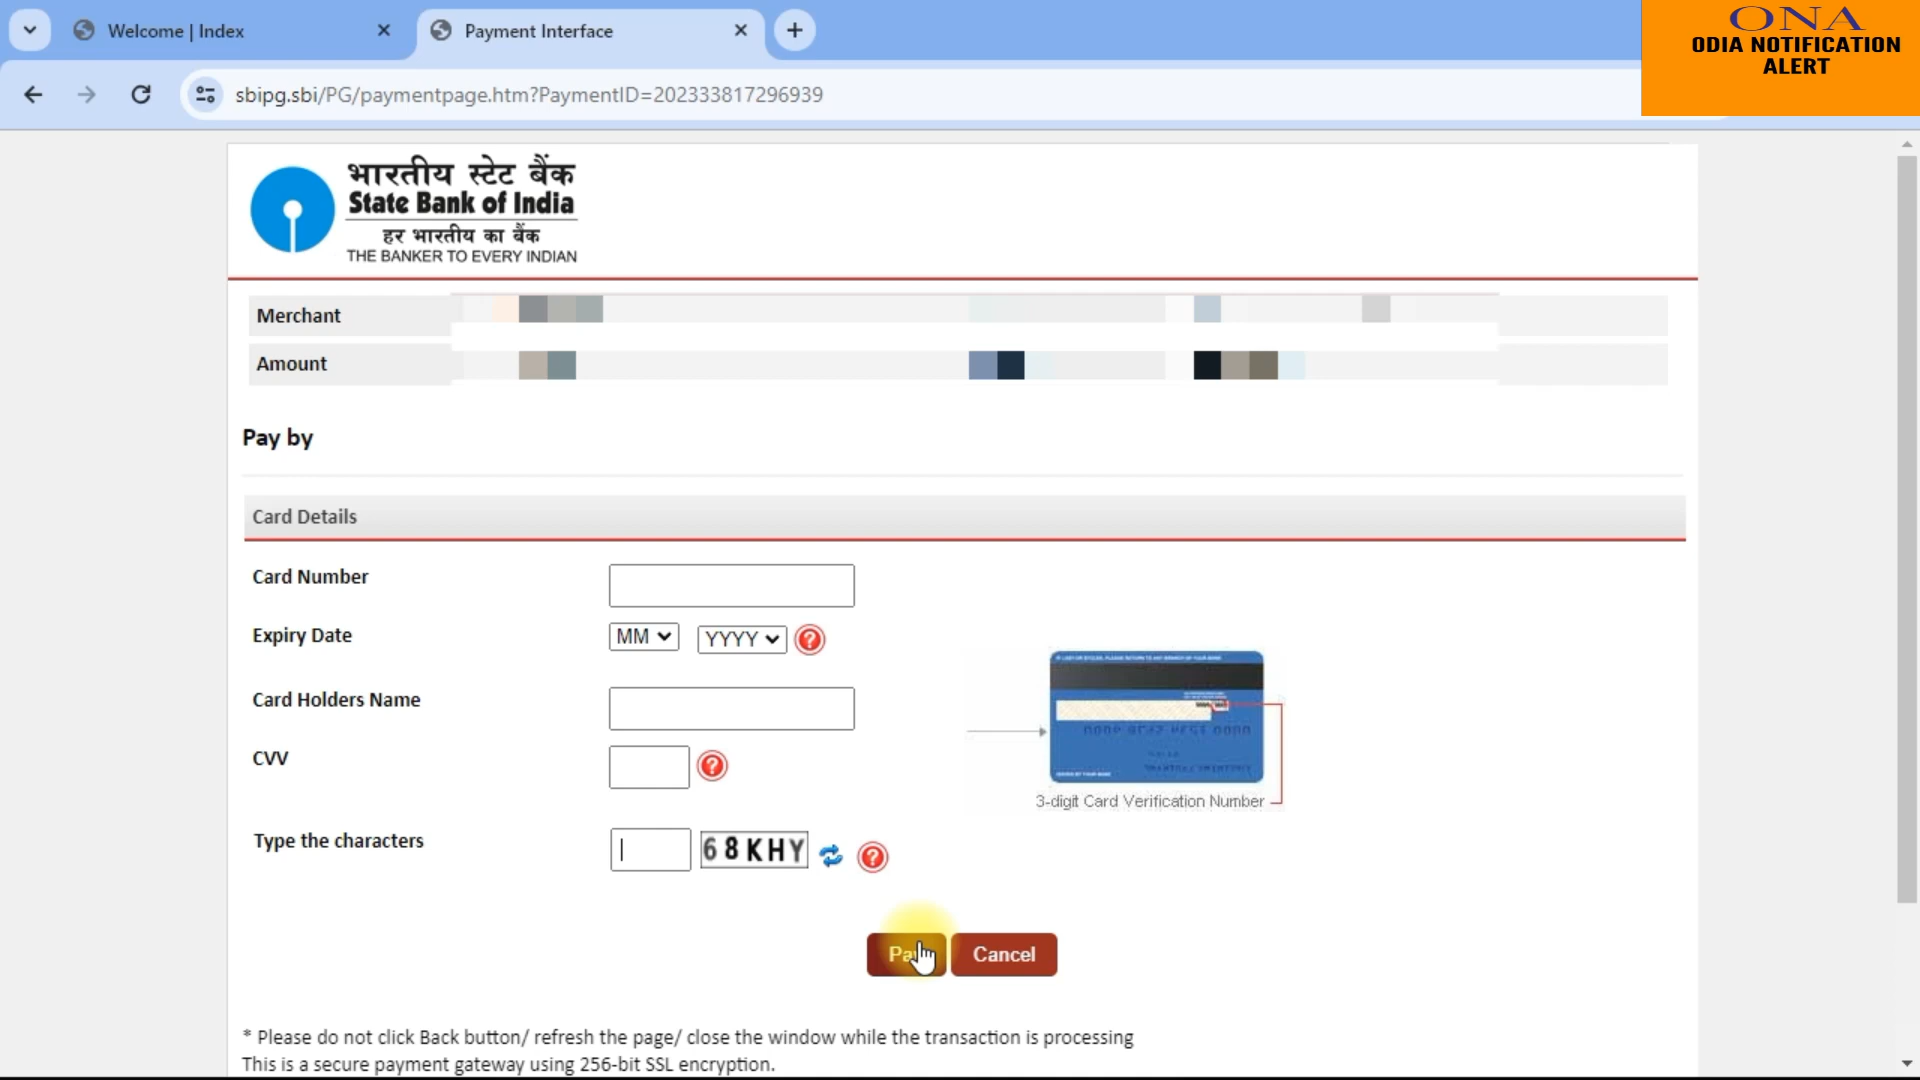 Welcome | Index
Payment Interface
ONA
ODIA NOTIFICATION
ALERT
sbipg.sbi/PG/paymentpage.htm?PaymentID=202333817296939
भारतीय स्टेट बैंक
State Bank of India
हर भारतीय का बैंक
THE BANKER TO EVERY INDIAN
Merchant
Amount
Pay by
Card Details
Card Number
Expiry Date
MM
YYYY
Card Holders Name
CVV
3-digit Card Verification Number
Type the characters
68KHY
Cancel
* Please do not click Back button/ refresh the page/ close the window while the transaction is processing
This is a secure payment gateway using 256-bit SSL encryption.